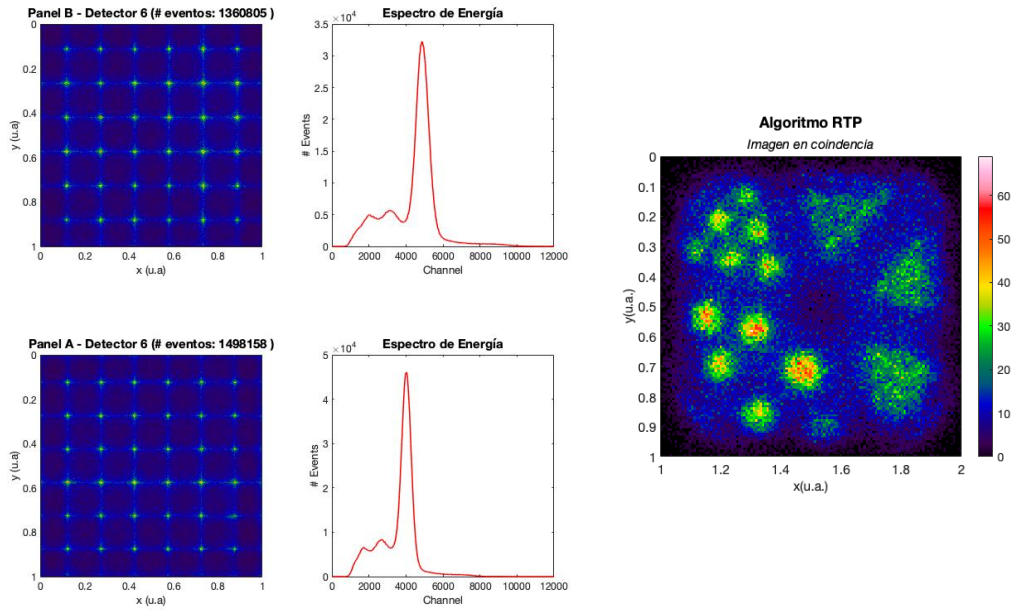 Panel B - Detector 6 (# eventos: 1360805 )
0
0.2
0.4
0.6
0.8
1
y (u.a)
0 0.2 0.4 0.6 0.8 1
x (u.a)
Espectro de Energía
×10⁴
3.5
3
2.5
2
1.5
1
0.5
0
# Events
0 2000 4000 6000 8000 10000 12000
Channel
Panel A - Detector 6 (# eventos: 1498158 )
0
0.2
0.4
0.6
0.8
1
y (u.a)
0 0.2 0.4 0.6 0.8 1
x (u.a)
Espectro de Energía
×10⁴
5
4
3
2
1
0
# Events
0 2000 4000 6000 8000 10000 12000
Channel
Algoritmo RTP
Imagen en coindencia
0
0.1
0.2
0.3
0.4
0.5
0.6
0.7
0.8
0.9
1
y(u.a.)
1 1.2 1.4 1.6 1.8 2
x(u.a.)
60
50
40
30
20
10
0